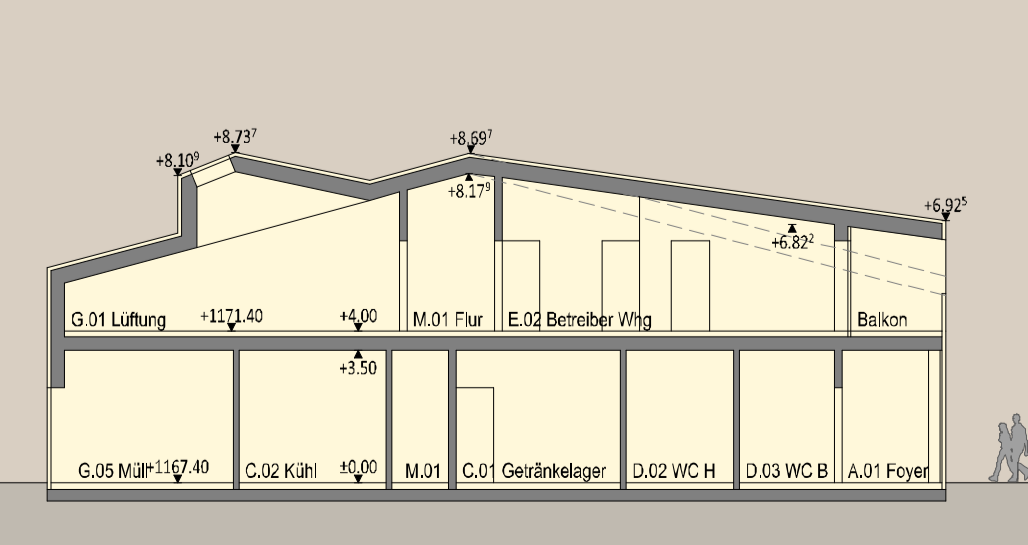 +8.73⁷
+8.69⁷
+8.10⁹
+8.17⁹
+6.92⁵
+6.82²
G.01 Lüftung
+1171.40
+4.00
M.01 Flur
E.02 Betreiber Whg
Balkon
+3.50
G.05 Müll
+1167.40
C.02 Kühl
±0.00
M.01
C.01 Getränkelager
D.02 WC H
D.03 WC B
A.01 Foyer